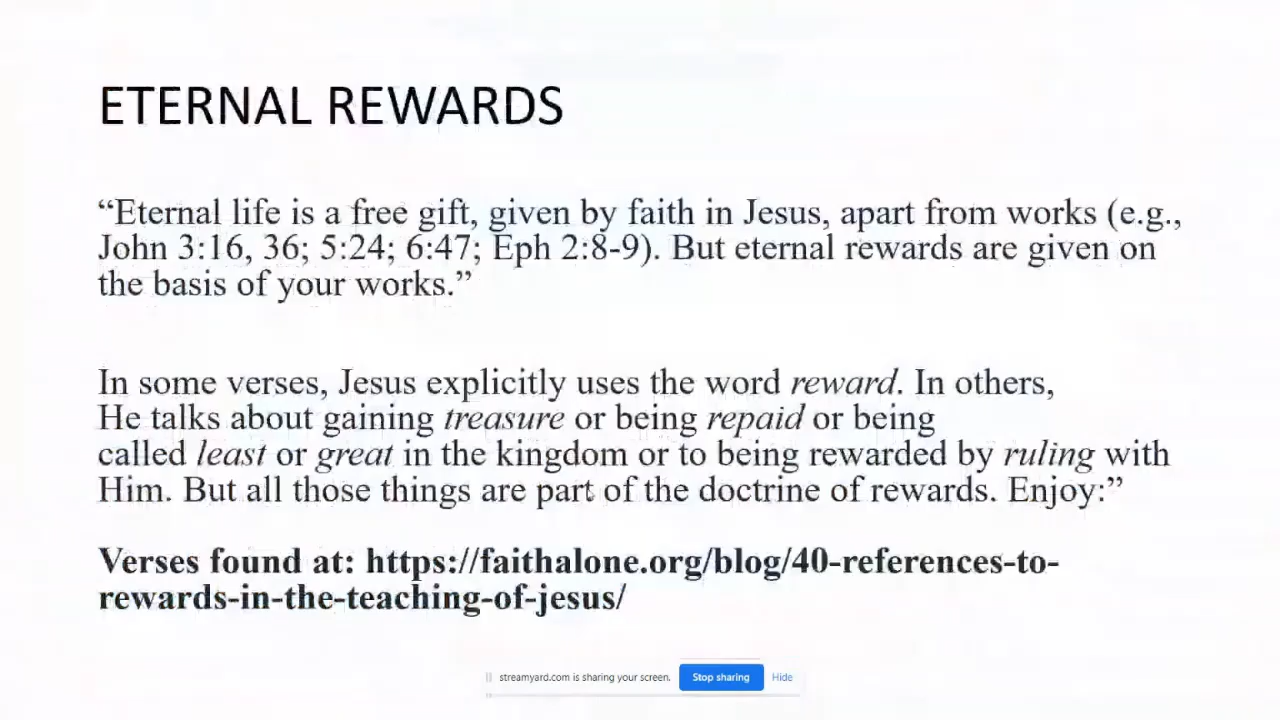 ETERNAL REWARDS
“Eternal life is a free gift, given by faith in Jesus, apart from works (e.g.,
John 3:16, 36; 5:24; 6:47; Eph 2:8-9). But eternal rewards are given on
the basis of your works.”
In some verses, Jesus explicitly uses the word reward. In others,
He talks about gaining treasure or being repaid or being
called least or great in the kingdom or to being rewarded by ruling with
Him. But all those things are part of the doctrine of rewards. Enjoy:”
Verses found at: https://faithalone.org/blog/40-references-to-
rewards-in-the-teaching-of-jesus/
streamyard.com is sharing your screen. Stop sharing Hide